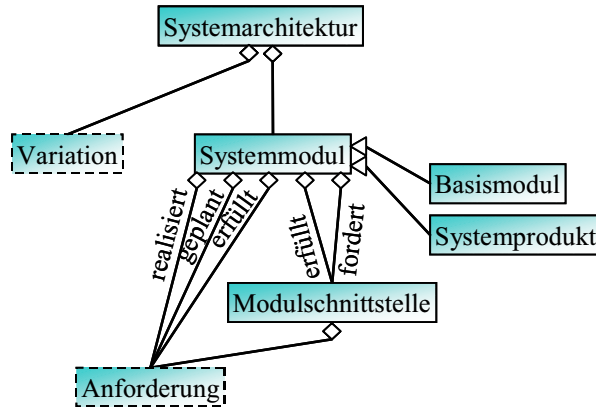 Systemarchitektur
Variation
Systemmodul
Basismodul
Systemprodukt
realisiert
geplant
erfüllt
erfüllt
fordert
Modulschnittstelle
Anforderung